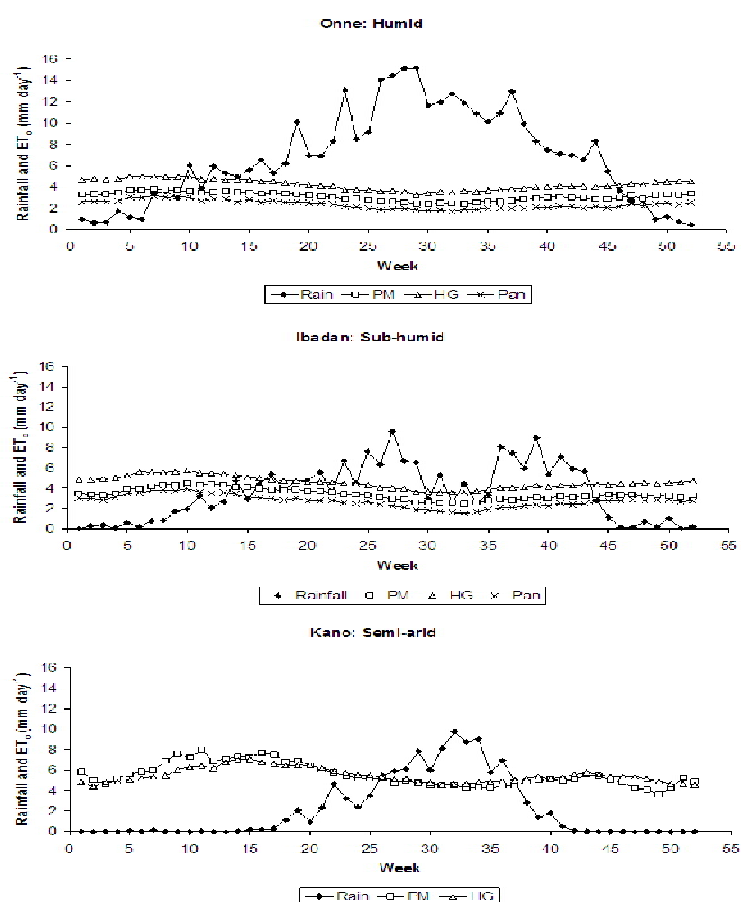 Onne: Humid
Rainfall and ET0 (mm day-1)
16
14
12
10
8
6
4
2
0
0 5 10 15 20 25 30 35 40 45 50 55
Week
Rain PM HG Pan
Ibadan: Sub-humid
Rainfall and ET0 (mm day-1)
16
14
12
10
8
6
4
2
0
0 5 10 15 20 25 30 35 40 45 50 55
Week
Rainfall PM HG Pan
Kano: Semi-arid
Rainfall and ET0 (mm day-1)
16
14
12
10
8
6
4
2
0
0 5 10 15 20 25 30 35 40 45 50 55
Week
Rain PM HG